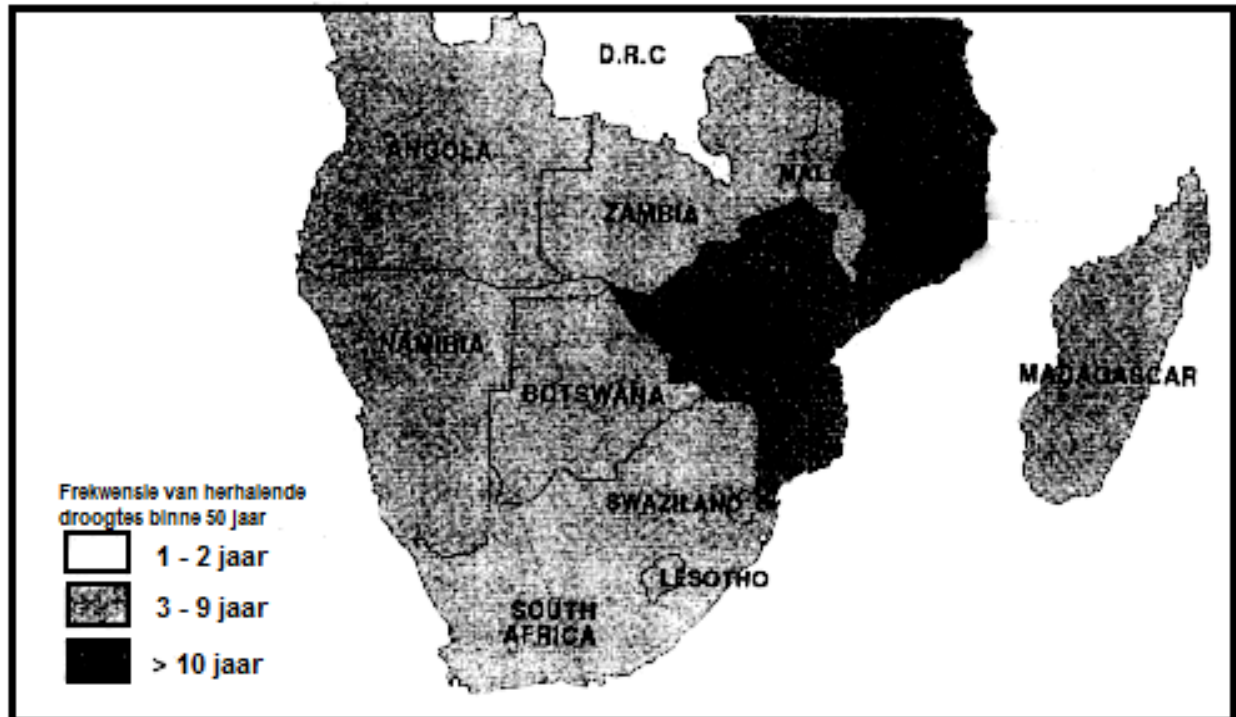 D.R.C
ANGOLA
MAL
ZAMBIA
NAMIBIA
BOTSWANA
MADAGASCAR
SWAZILAND
LESOTHO
SOUTH
AFRICA
Frekwensie van herhalende
droogtes binne 50 jaar
1 - 2 jaar
3 - 9 jaar
> 10 jaar